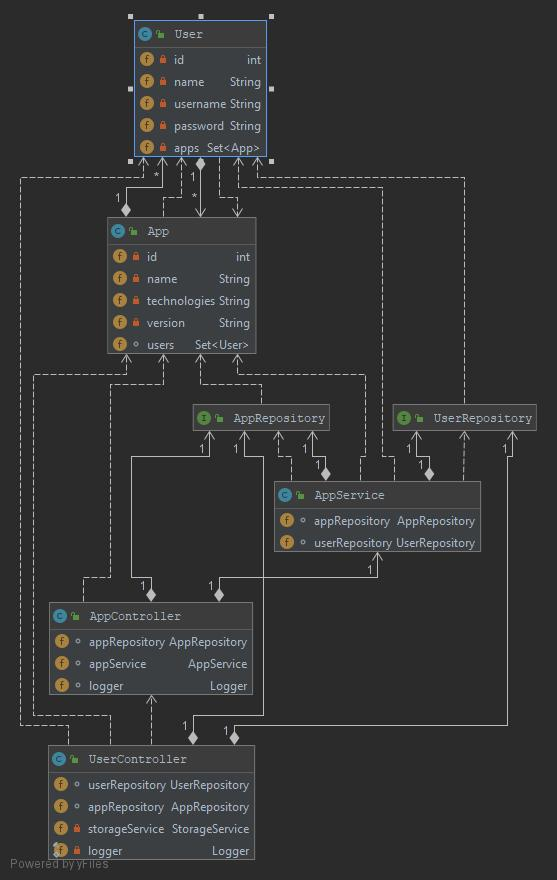 User
id int
name String
username String
password String
apps Set<App>
1 * 1 *
App
id int
name String
technologies String
version String
users Set<User>
AppRepository
UserRepository
1 1 1 1 1
AppService
appRepository AppRepository
userRepository UserRepository
1
1 1
AppController
appRepository AppRepository
appService AppService
logger Logger
1 1
UserController
userRepository UserRepository
appRepository AppRepository
storageService StorageService
logger Logger
Powered by yFiles